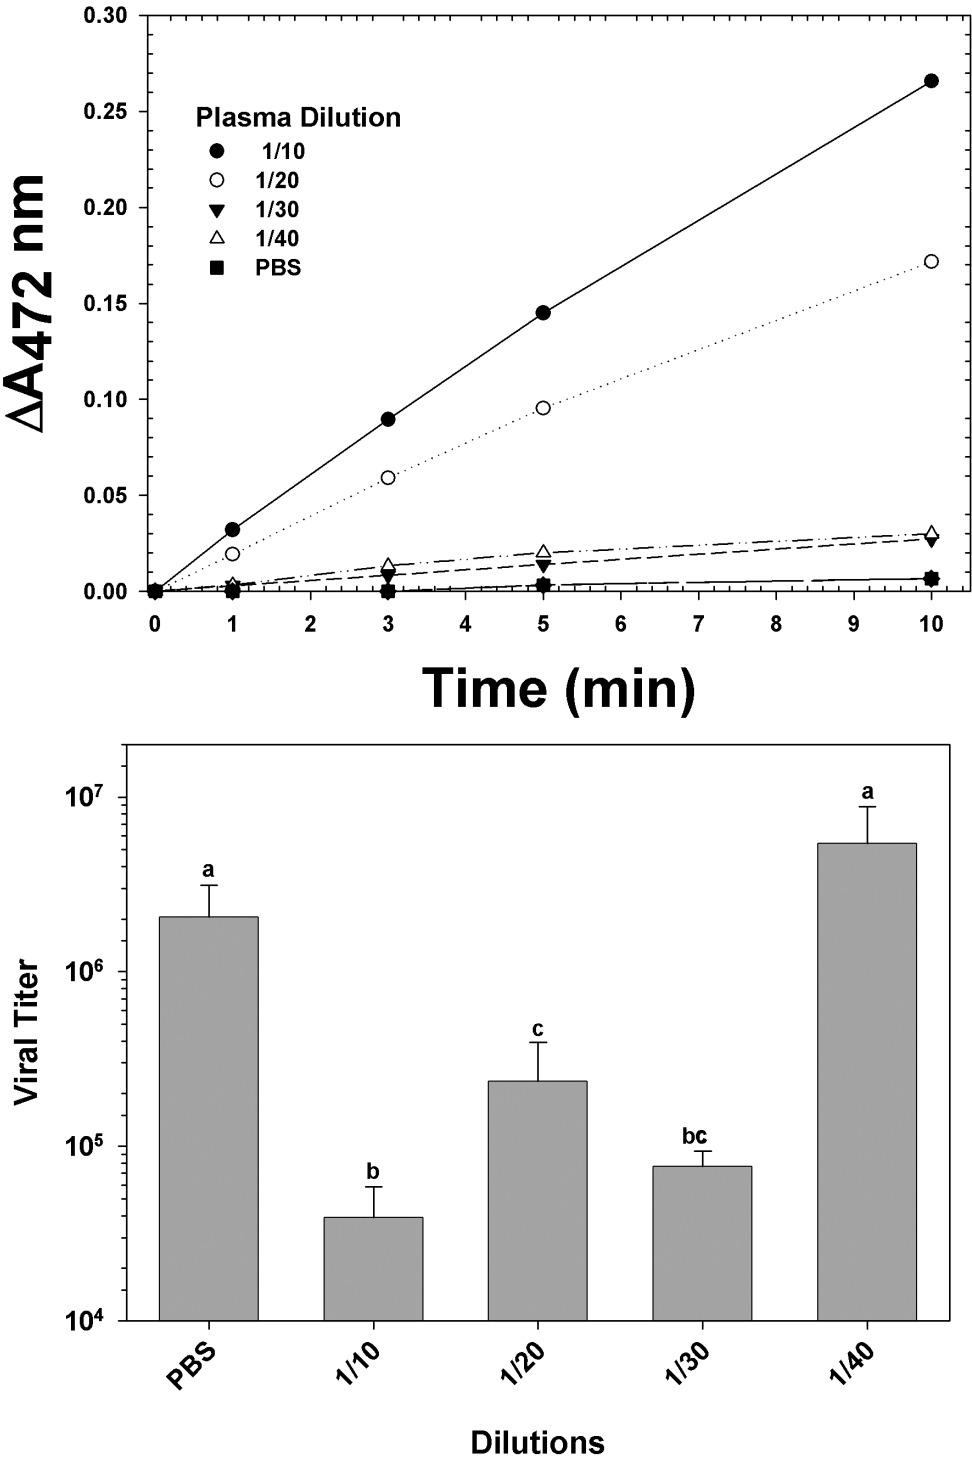 0.30
0.25
0.20
0.15
0.10
0.05
0.00
ΔA472 nm
Plasma Dilution
1/10
1/20
1/30
1/40
PBS
0 1 2 3 4 5 6 7 8 9 10
Time (min)
10⁷
10⁶
10⁵
10⁴
Viral Titer
a
b
c
bc
a
PBS 1/10 1/20 1/30 1/40
Dilutions